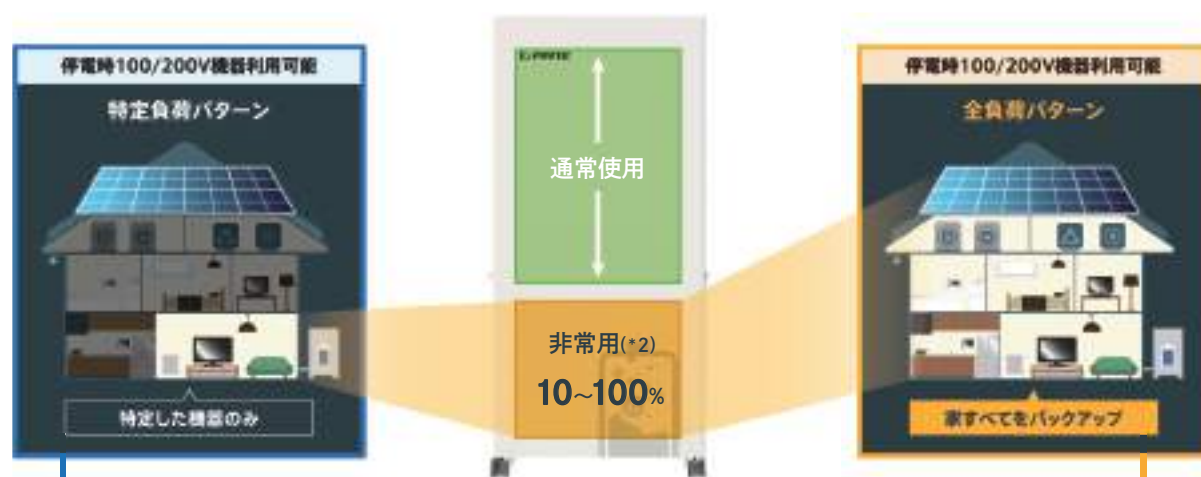 停電時100/200V機器利用可能
特定負荷パターン
特定した機器のみ
通常使用
非常用(*2)
10~100%
停電時100/200V機器利用可能
全負荷パターン
家すべてをバックアップ